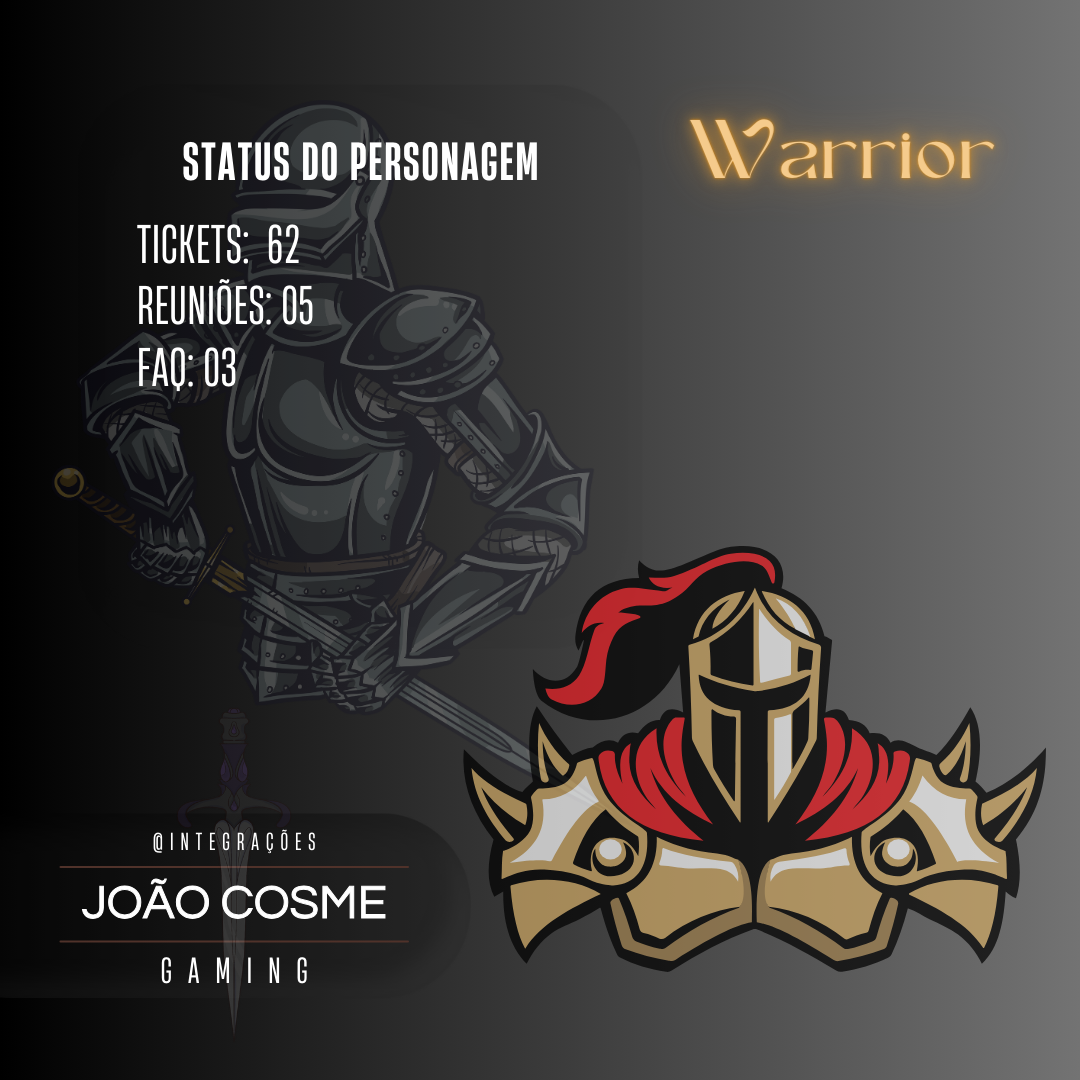 STATUS DO PERSONAGEM
Warrior
TICKETS: 62
REUNIÕES: 05
FAQ: 03
@INTEGRAÇÕES
JOÃO COSME
GAMING